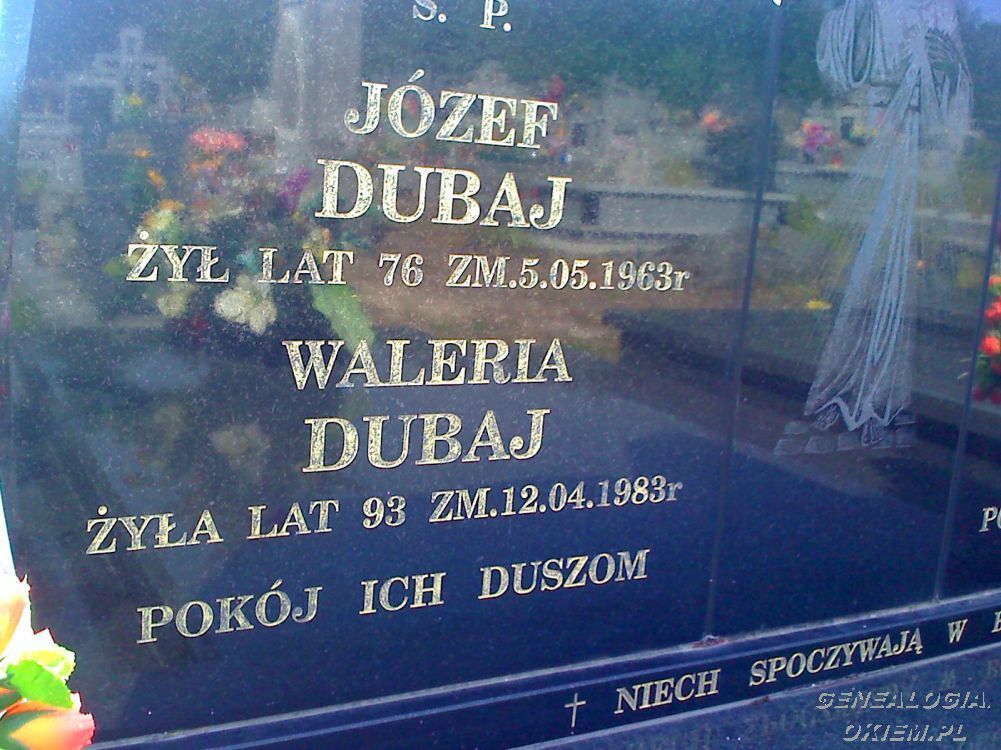 Ś. P.
JÓZEF
DUBAJ
ŻYŁ LAT 76 ZM.5.05.1963r
WALERIA
DUBAJ
ŻYŁA LAT 93 ZM.12.04.1983r
POKÓJ ICH DUSZOM
† NIECH SPOCZYWAJĄ W
GENEALOGIA.
OKIEM.PL